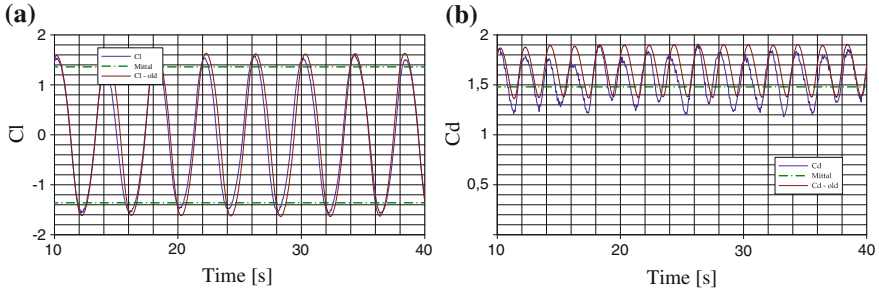 (a)
2
1
0
-1
-2
Cl
10
20
30
40
Time [s]
Cl
Mittal
Cl - old
(b)
2
1.5
1
0,5
Cd
10
20
30
40
Time [s]
Cd
Mittal
Cd - old